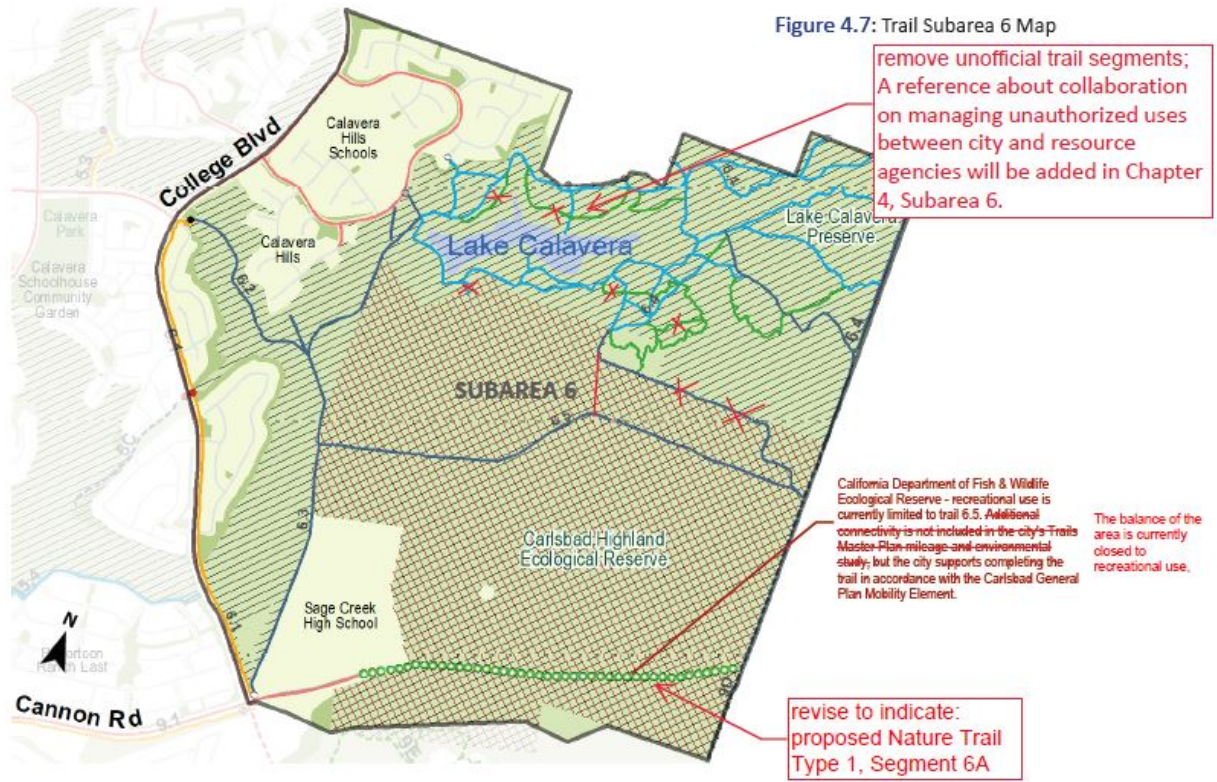 Figure 4.7: Trail Subarea 6 Map
remove unofficial trail segments;
A reference about collaboration
on managing unauthorized uses
between city and resource
agencies will be added in Chapter
4, Subarea 6.
College Blvd
Calavera
Hills
Schools
5.3
Calavera
Park
Calavera
Hills
Calavera
Schoolhouse
Community
Garden
6.2
Lake Calavera
Lake Calavera
Preserve
6.4
SUBAREA 6
5C
6.3
6.3
California Department of Fish & Wildlife
Ecological Reserve - recreational use is
currently limited to trail 6.5. Additional
connectivity is not included in the city's Trails
Master Plan mileage and environmental
study, but the city supports completing the
trail in accordance with the Carlsbad General
Plan Mobility Element.
The balance of the
area is currently
closed to
recreational use.
Carlsbad Highland
Ecological Reserve
Sage Creek
High School
N
6.1
Cannon Rd
9.1
revise to indicate:
proposed Nature Trail
Type 1, Segment 6A